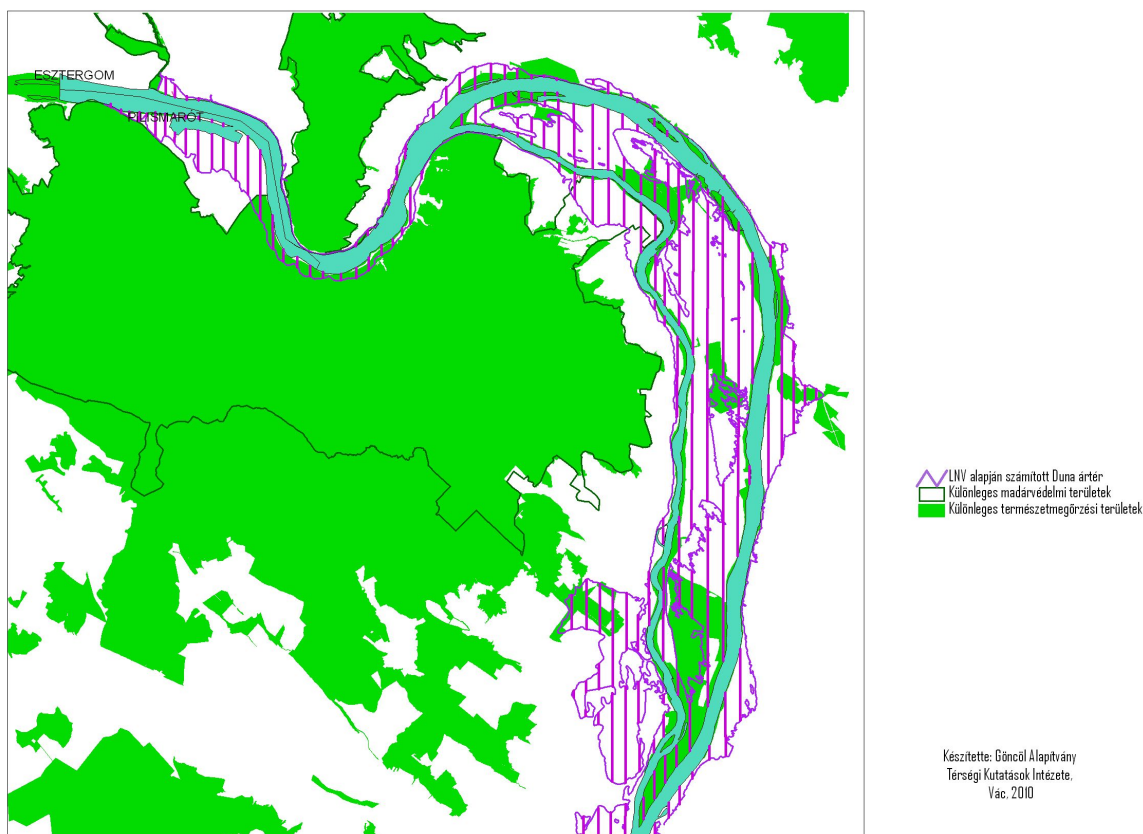 ESZTERGOM
PILISMARÓT
LNV alapján számított Duna ártér
Különleges madárvédelmi területek
Különleges természetmegőrzési területek
Készítette: Göncöl Alapítvány
Térségi Kutatások Intézete,
Vác, 2010